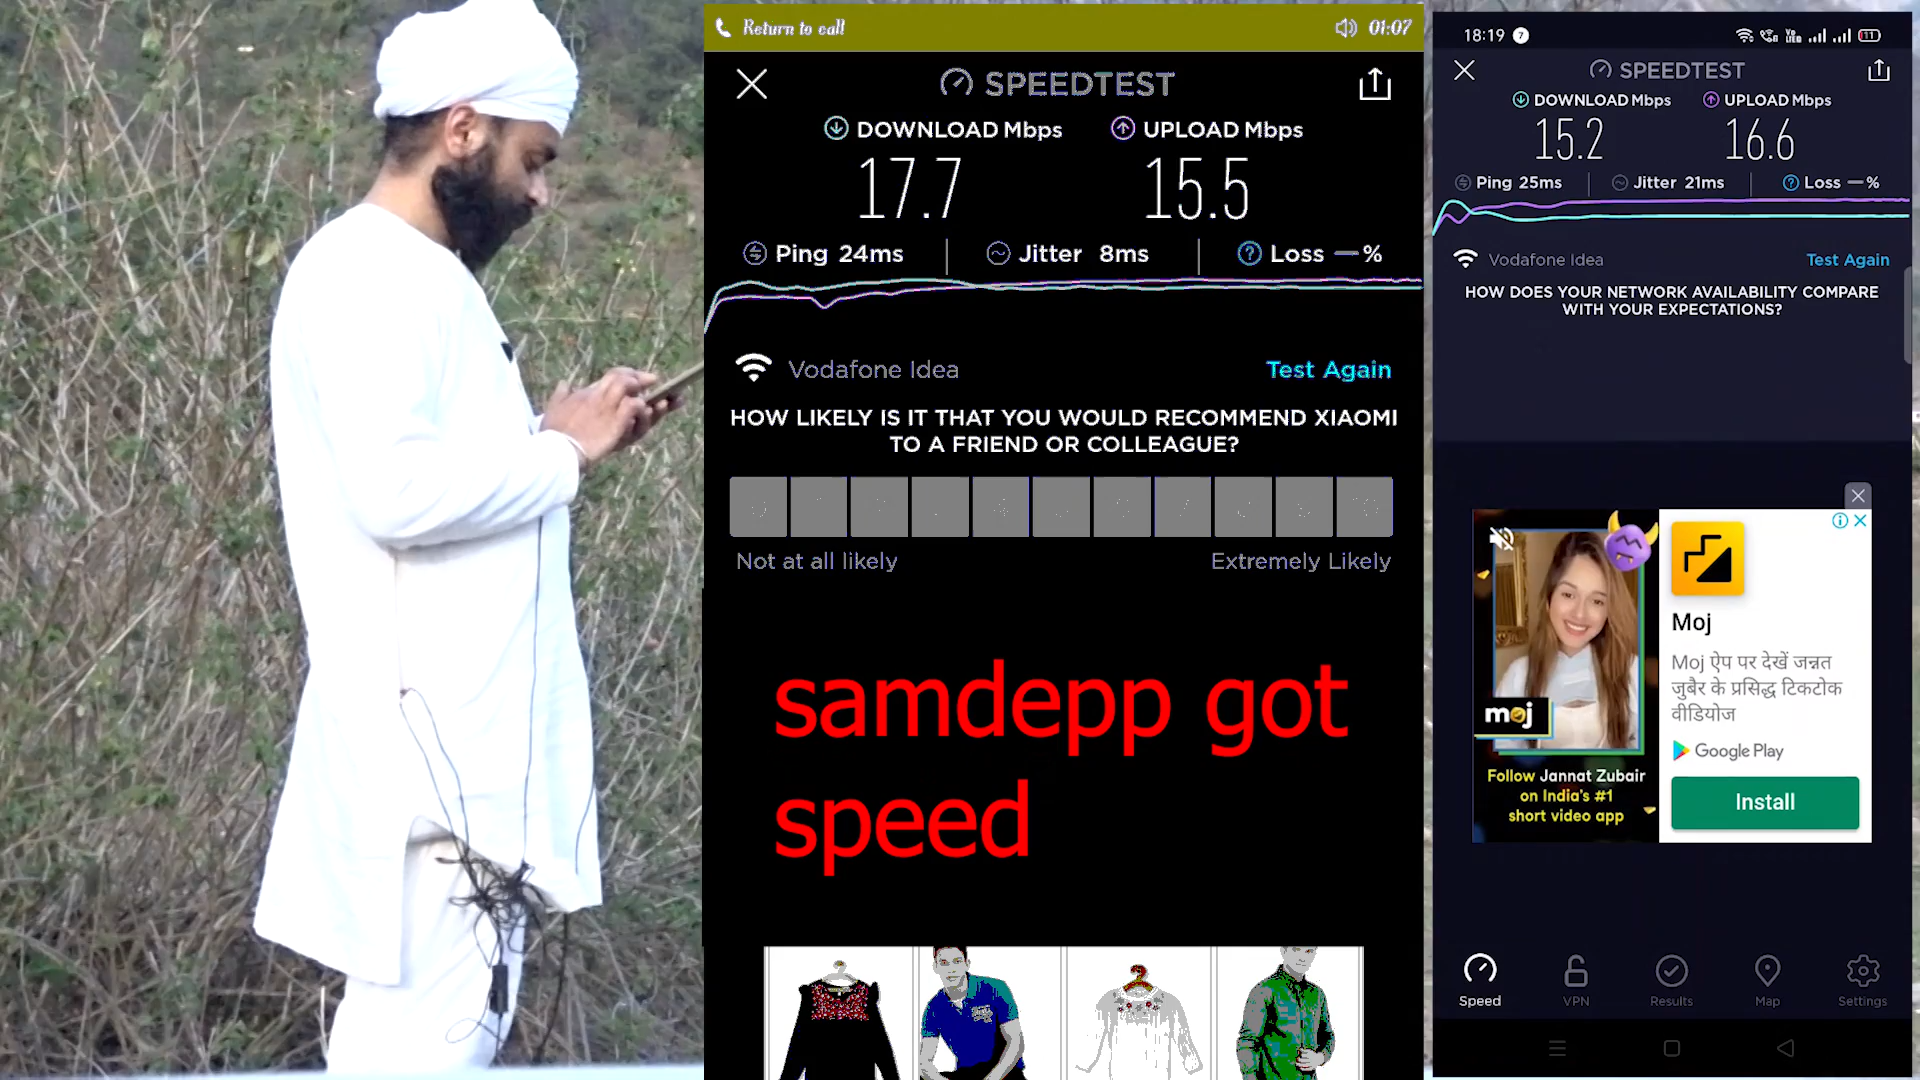 Return to call
01:07
SPEEDTEST
DOWNLOAD Mbps
UPLOAD Mbps
17.7
15.5
Ping 24ms
Jitter 8ms
Loss —%
Vodafone Idea
Test Again
HOW LIKELY IS IT THAT YOU WOULD RECOMMEND XIAOMI
TO A FRIEND OR COLLEAGUE?
Not at all likely
Extremely Likely
samdepp got
speed
18:19
7
11
SPEEDTEST
DOWNLOAD Mbps
UPLOAD Mbps
15.2
16.6
Ping 25ms
Jitter 21ms
Loss —%
Vodafone Idea
Test Again
HOW DOES YOUR NETWORK AVAILABILITY COMPARE
WITH YOUR EXPECTATIONS?
moj
Follow Jannat Zubair
on India's #1
short video app
Moj
Moj ऐप पर देखें जन्नत
जुबैर के प्रसिद्ध टिकटोक
वीडियोज
Google Play
Install
Speed
VPN
Results
Map
Settings